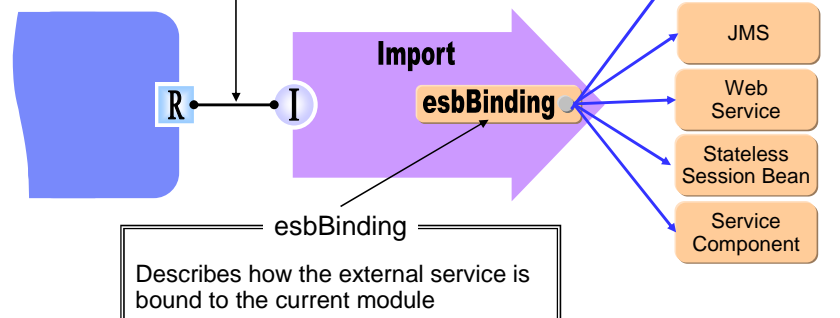 JMS
Import
R
I
esbBinding
Web
Service
Stateless
Session Bean
Service
Component
esbBinding
Describes how the external service is
bound to the current module